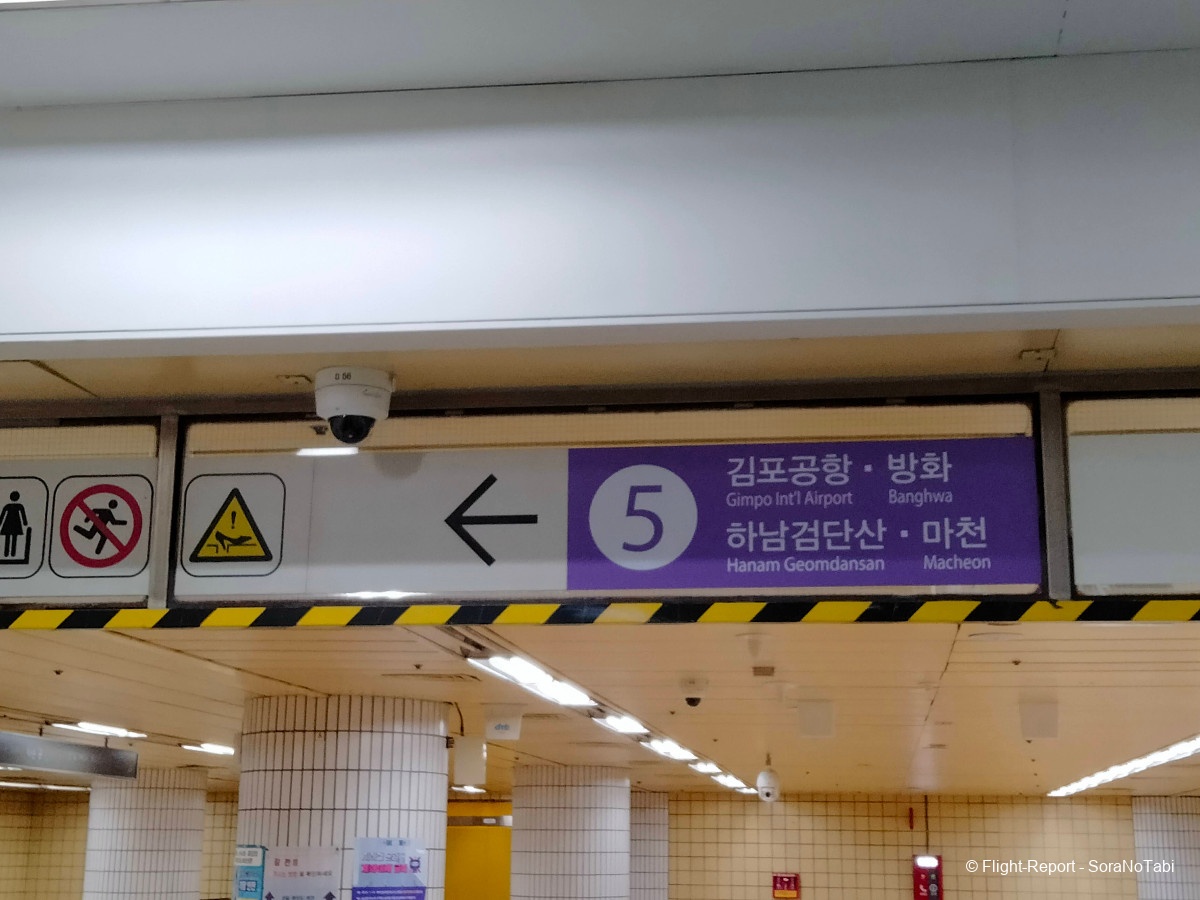 5
김포공항 · 방화
Gimpo Int'l Airport Banghwa
하남검단산 · 마천
Hanam Geomdansan Macheon
© Flight-Report - SoraNoTabi